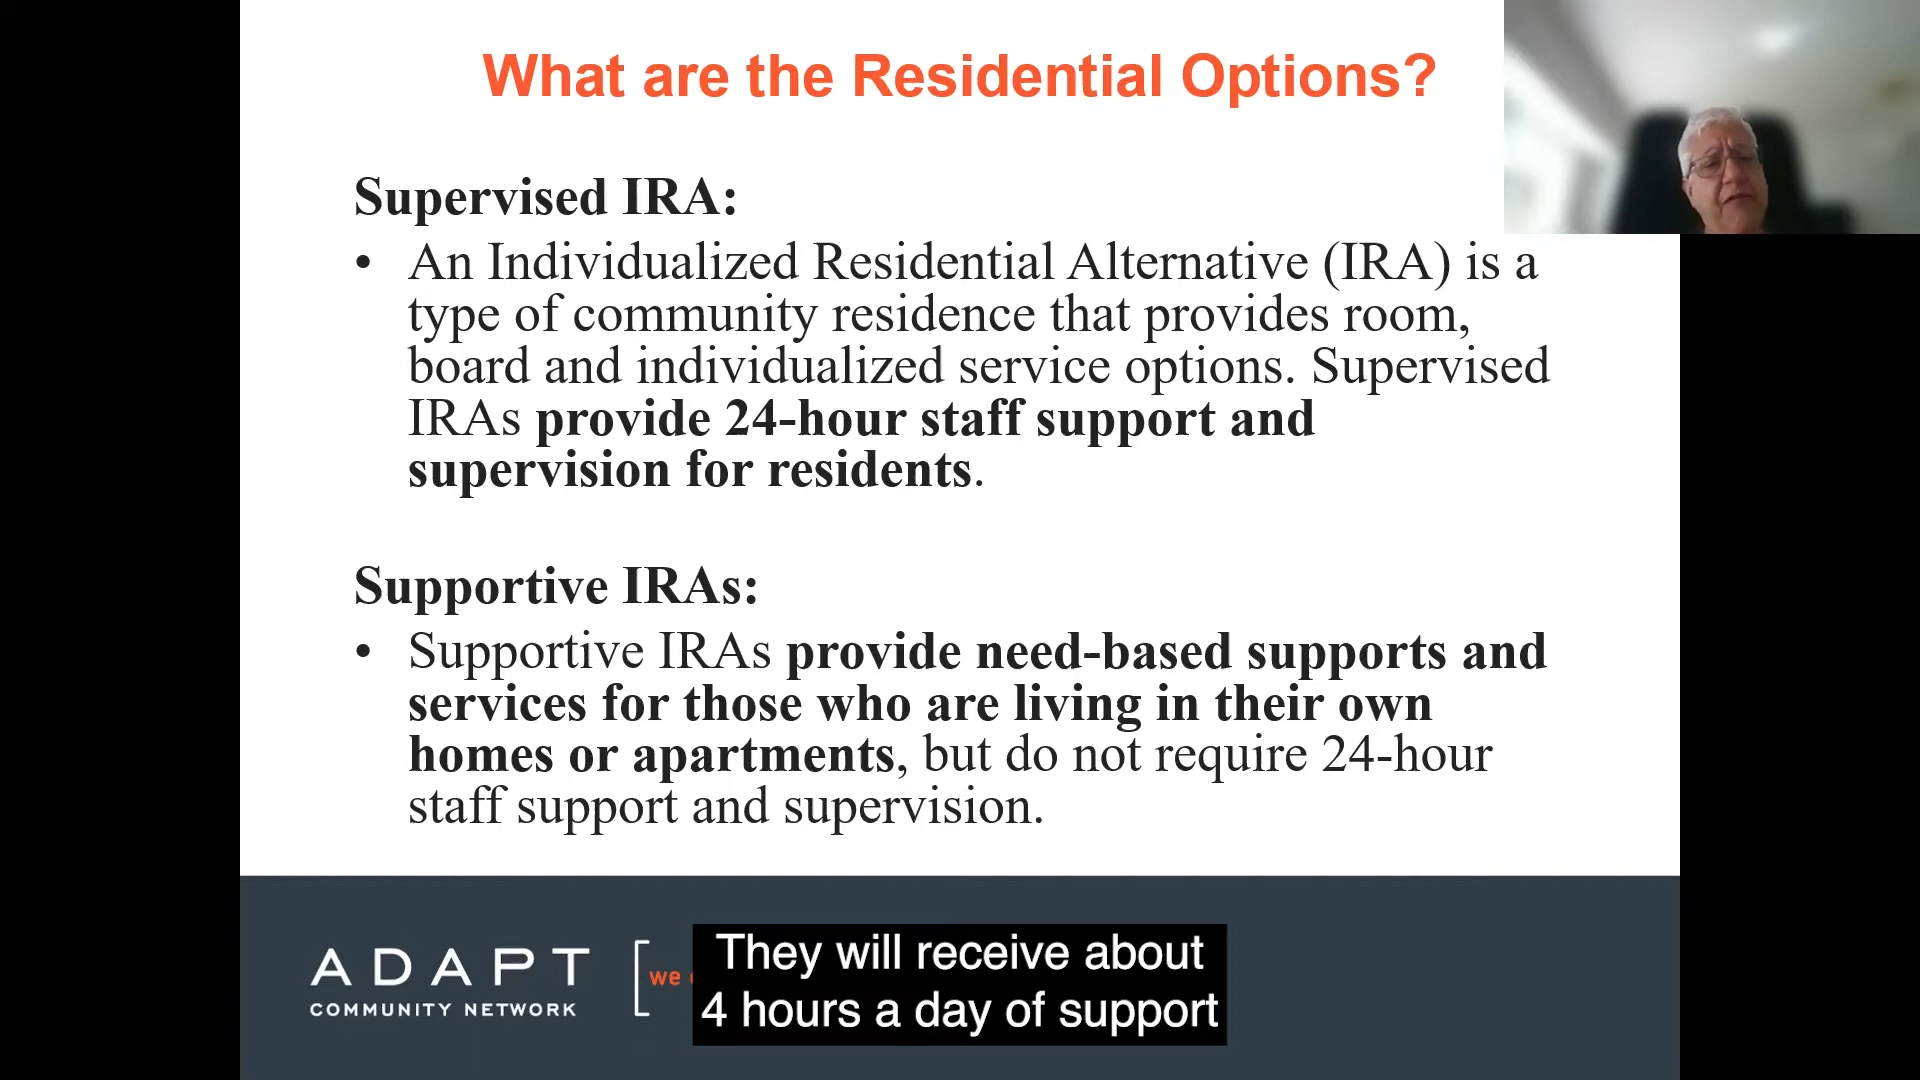 What are the Residential Options?
Supervised IRA:
• An Individualized Residential Alternative (IRA) is a
type of community residence that provides room,
board and individualized service options. Supervised
IRAs provide 24-hour staff support and
supervision for residents.
Supportive IRAs:
• Supportive IRAs provide need-based supports and
services for those who are living in their own
homes or apartments, but do not require 24-hour
staff support and supervision.
ADAPT
COMMUNITY NETWORK
[we
They will receive about
4 hours a day of support